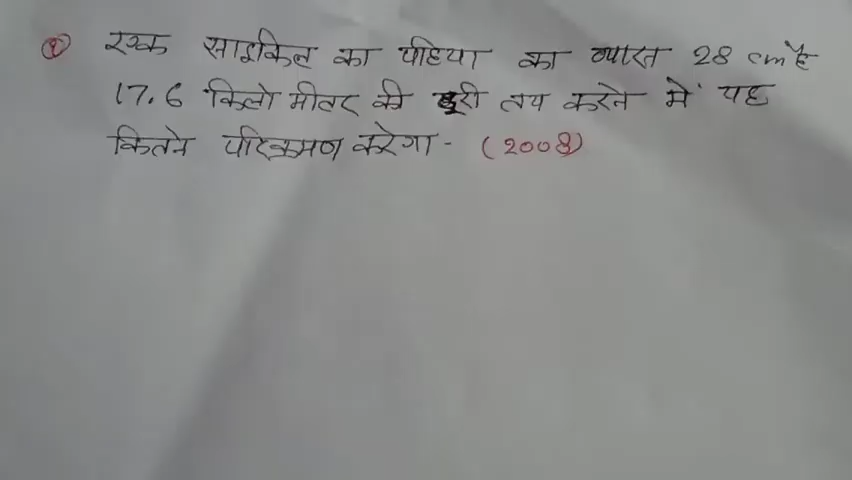 ① एक साइकिल का पहिया का व्यास 28 cm है
17.6 किलो मीटर की दूरी तय करने में यह
कितने परिक्रमण करेगा - (2008)